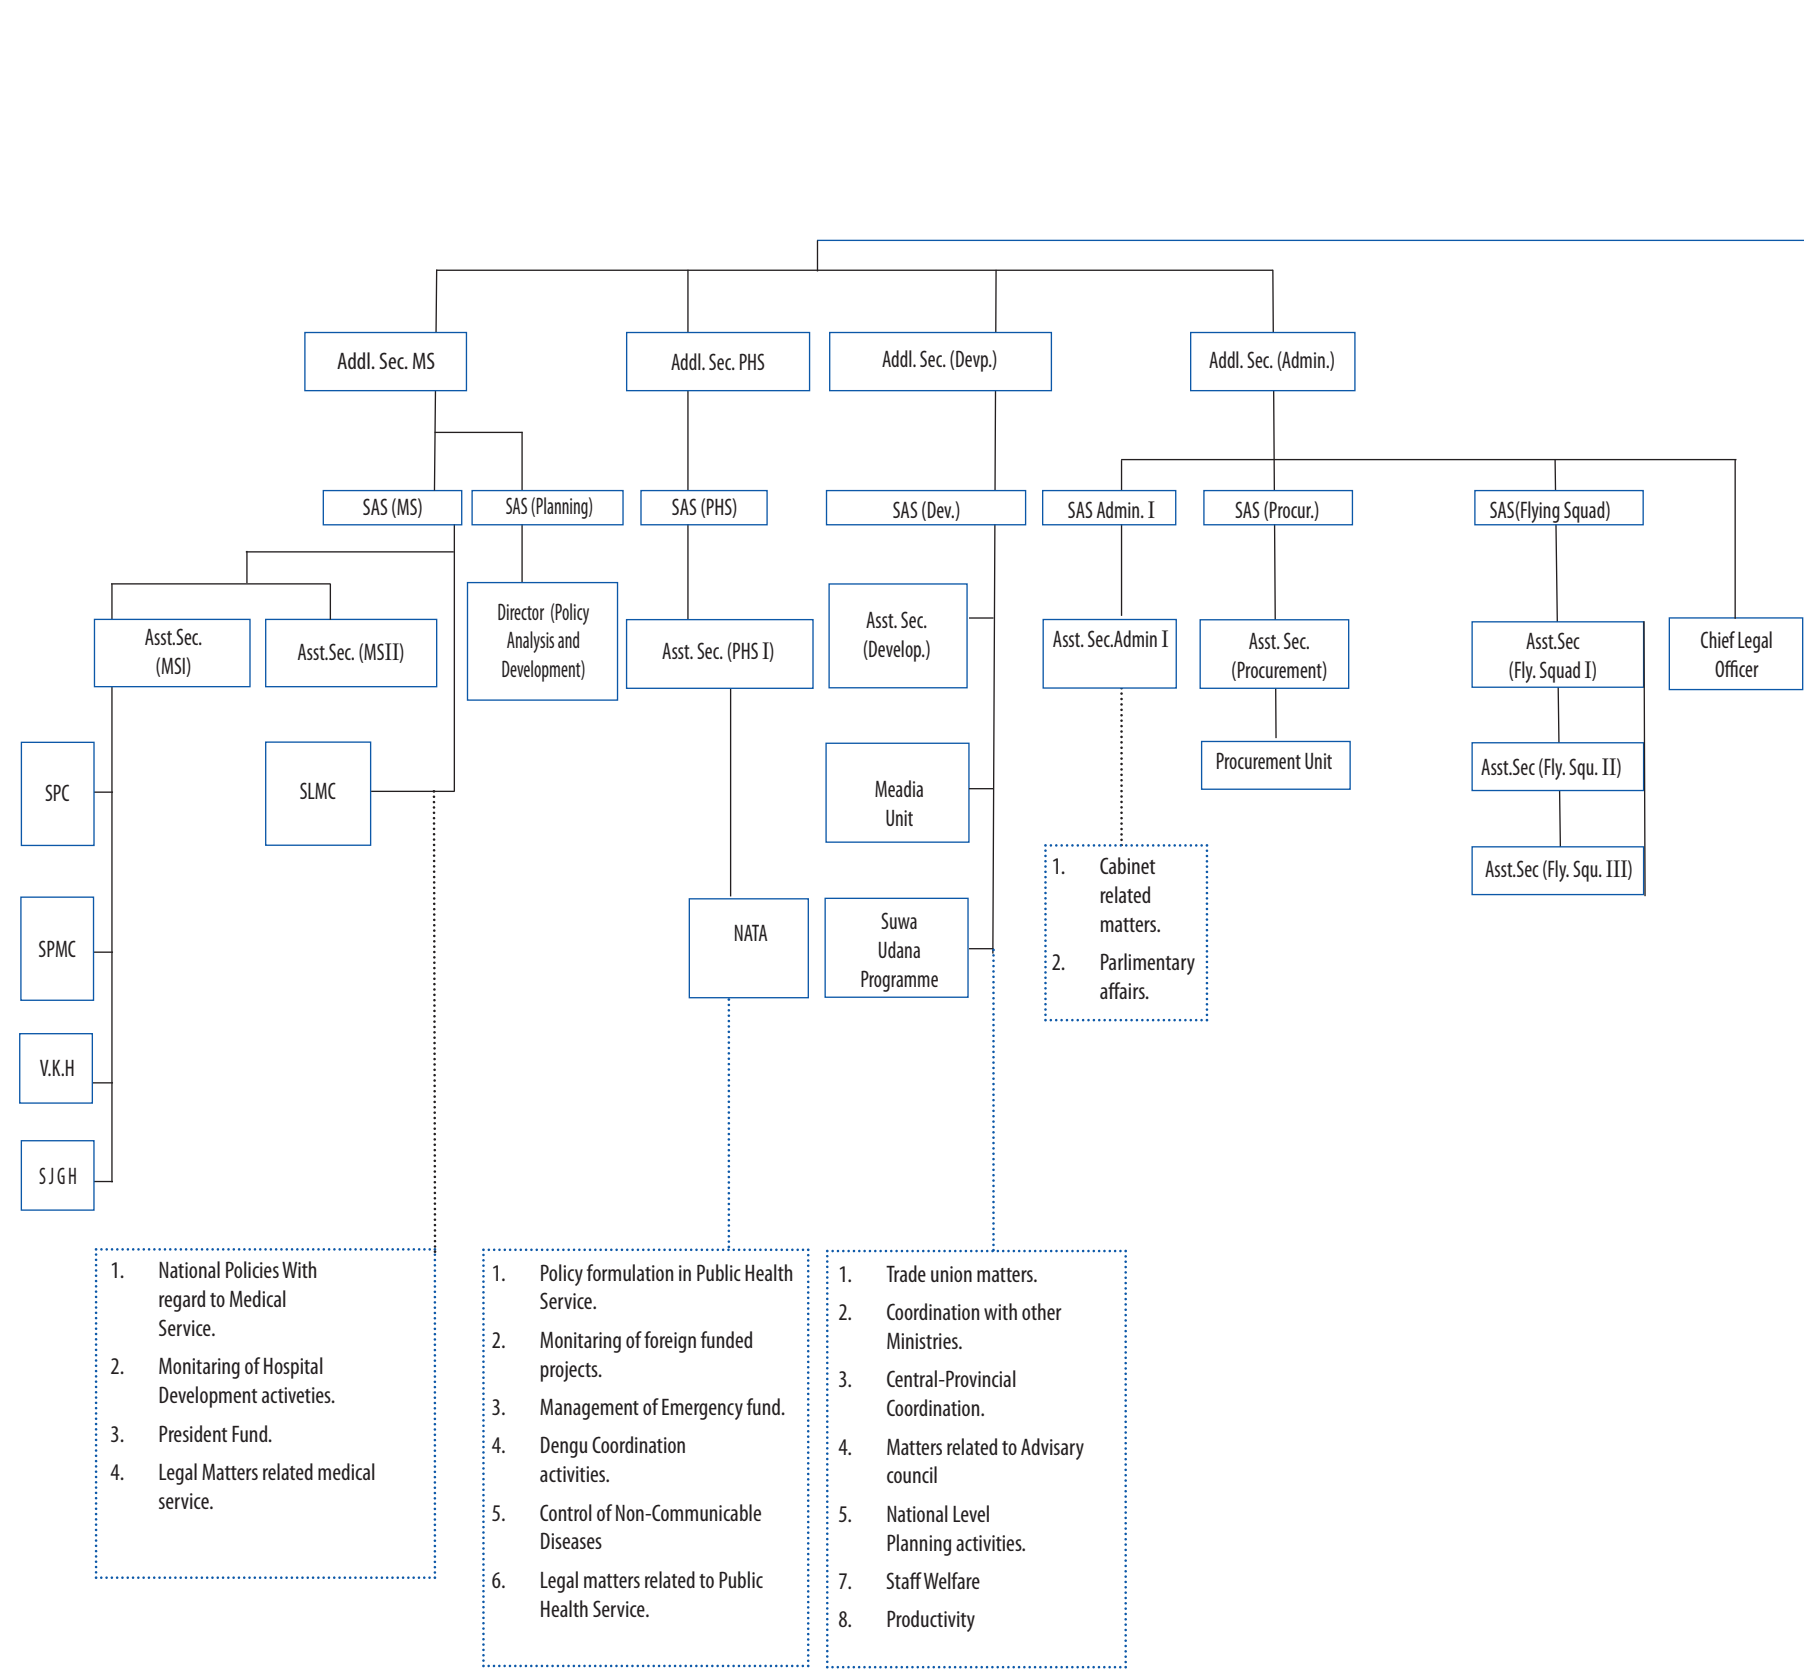 Addl. Sec. MS
Addl. Sec. PHS
Addl. Sec. (Devp.)
Addl. Sec. (Admin.)
SAS (MS)
SAS (Planning)
SAS (PHS)
SAS (Dev.)
SAS Admin. I
SAS (Procur.)
SAS(Flying Squad)
Asst.Sec.
(MSI)
Asst.Sec. (MSII)
Director (Policy
Analysis and
Development)
Asst. Sec. (PHS I)
Asst. Sec.
(Develop.)
Asst. Sec.Admin I
Asst. Sec.
(Procurement)
Asst.Sec
(Fly. Squad I)
Chief Legal
Officer
SPC
SLMC
Meadia
Unit
Procurement Unit
Asst.Sec (Fly. Squ. II)
Asst.Sec (Fly. Squ. III)
SPMC
NATA
Suwa
Udana
Programme
1. Cabinet
related
matters.
2. Parlimentary
affairs.
V.K.H
S J G H
1. National Policies With
regard to Medical
Service.
2. Monitaring of Hospital
Development activeties.
3. President Fund.
4. Legal Matters related medical
service.
1. Policy formulation in Public Health
Service.
2. Monitaring of foreign funded
projects.
3. Management of Emergency fund.
4. Dengu Coordination
activities.
5. Control of Non-Communicable
Diseases
6. Legal matters related to Public
Health Service.
1. Trade union matters.
2. Coordination with other
Ministries.
3. Central-Provincial
Coordination.
4. Matters related to Advisary
council
5. National Level
Planning activities.
7. Staff Welfare
8. Productivity